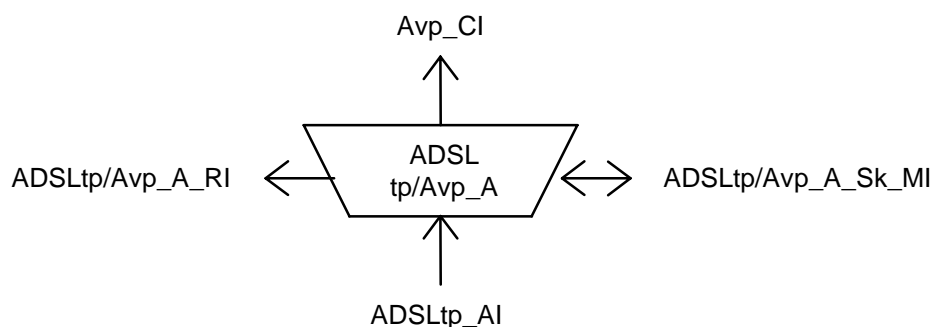 Avp_CI
ADSLtp/Avp_A_RI
ADSL
tp/Avp_A
ADSLtp/Avp_A_Sk_MI
ADSLtp_AI